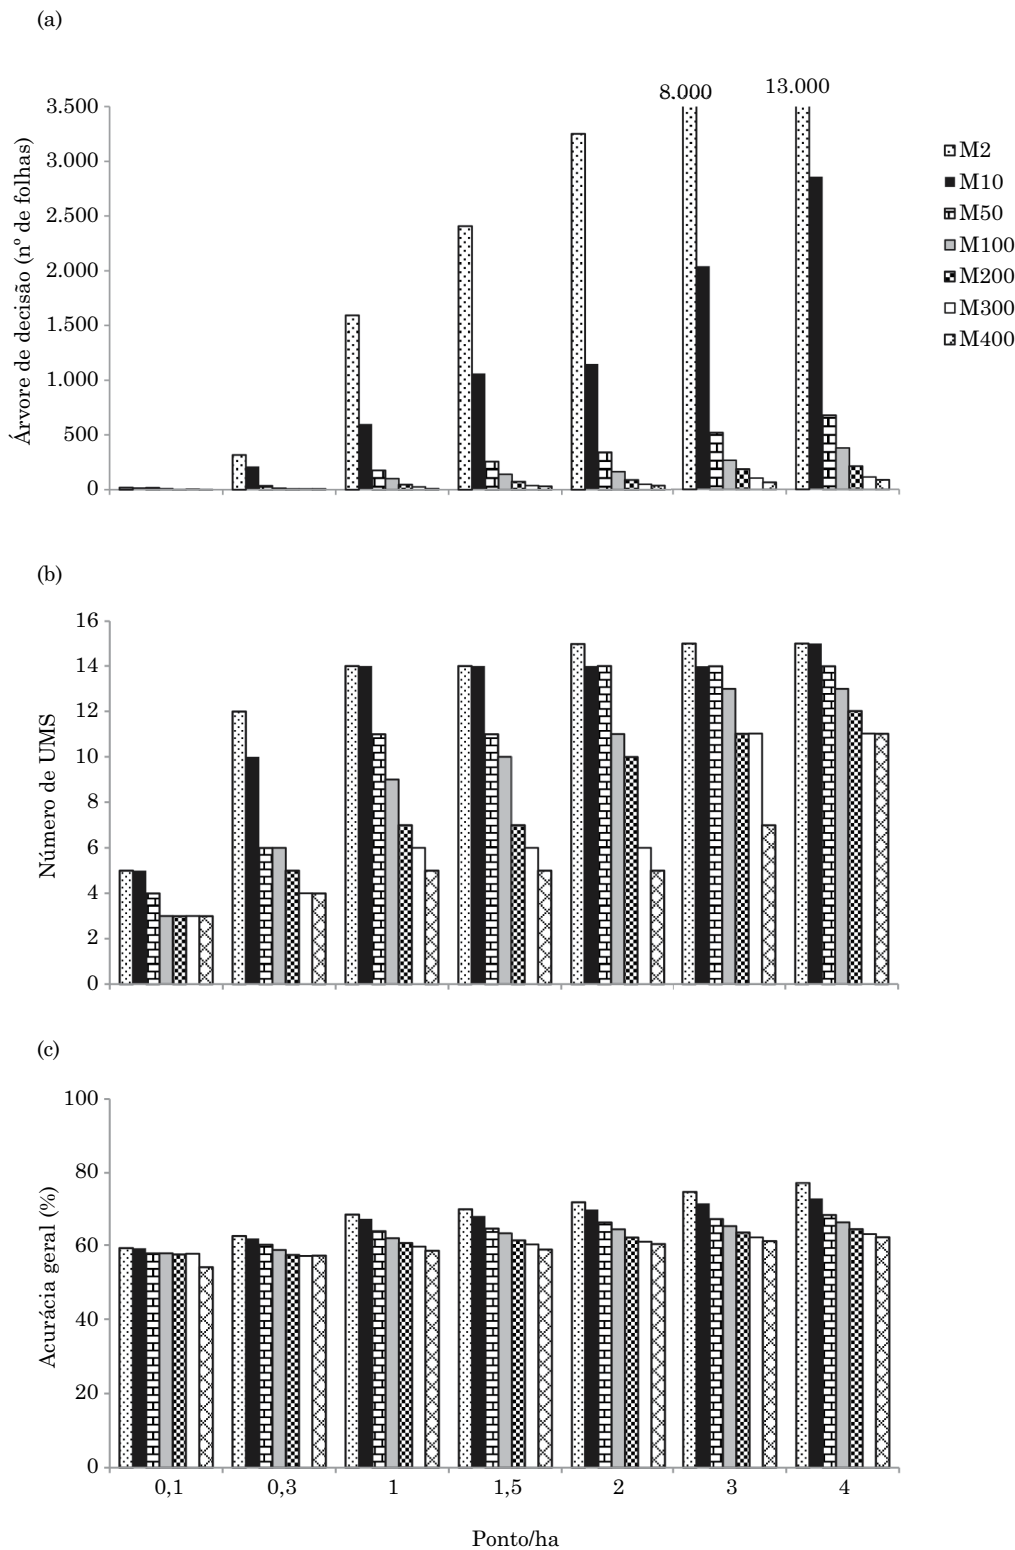 (a)
8.000
13.000
3.500
3.000
2.500
2.000
1.500
1.000
500
0
Árvore de decisão (nº de folhas)
M2
M10
M50
M100
M200
M300
M400
(b)
16
14
12
10
8
6
4
2
0
Número de UMS
(c)
100
80
60
40
20
0
Acurácia geral (%)
0,1
0,3
1
1,5
2
3
4
Ponto/ha